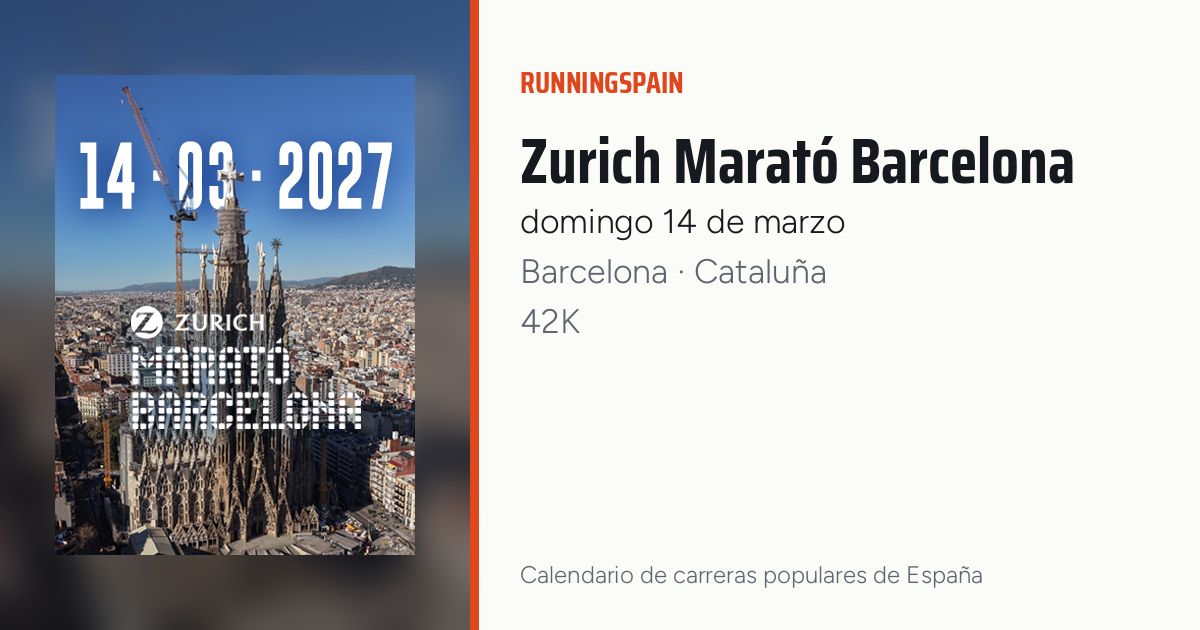 14 · 03 · 2027
ZURICH
MARATÓ
BARCELONA
RUNNINGSPAIN
Zurich Marató Barcelona
domingo 14 de marzo
Barcelona · Cataluña
42K
Calendario de carreras populares de España